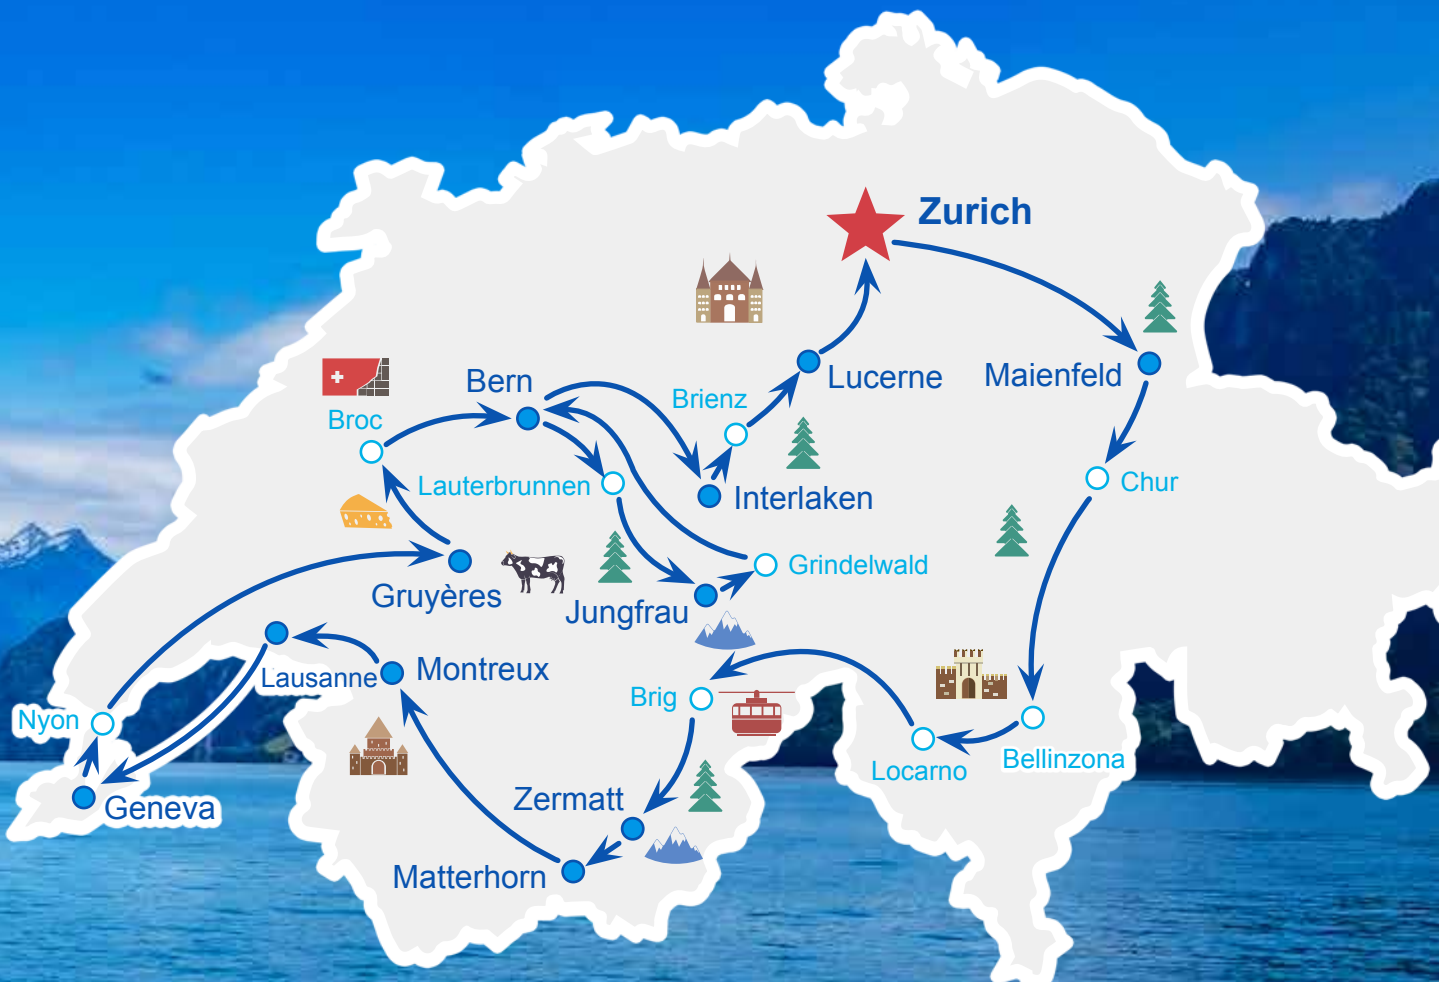 Zurich
Bern
Lucerne
Maienfeld
Brienz
Broc
Lauterbrunnen
Chur
Interlaken
Grindelwald
Gruyères
Jungfrau
Lausanne
Montreux
Brig
Nyon
Bellinzona
Locarno
Zermatt
Geneva
Matterhorn